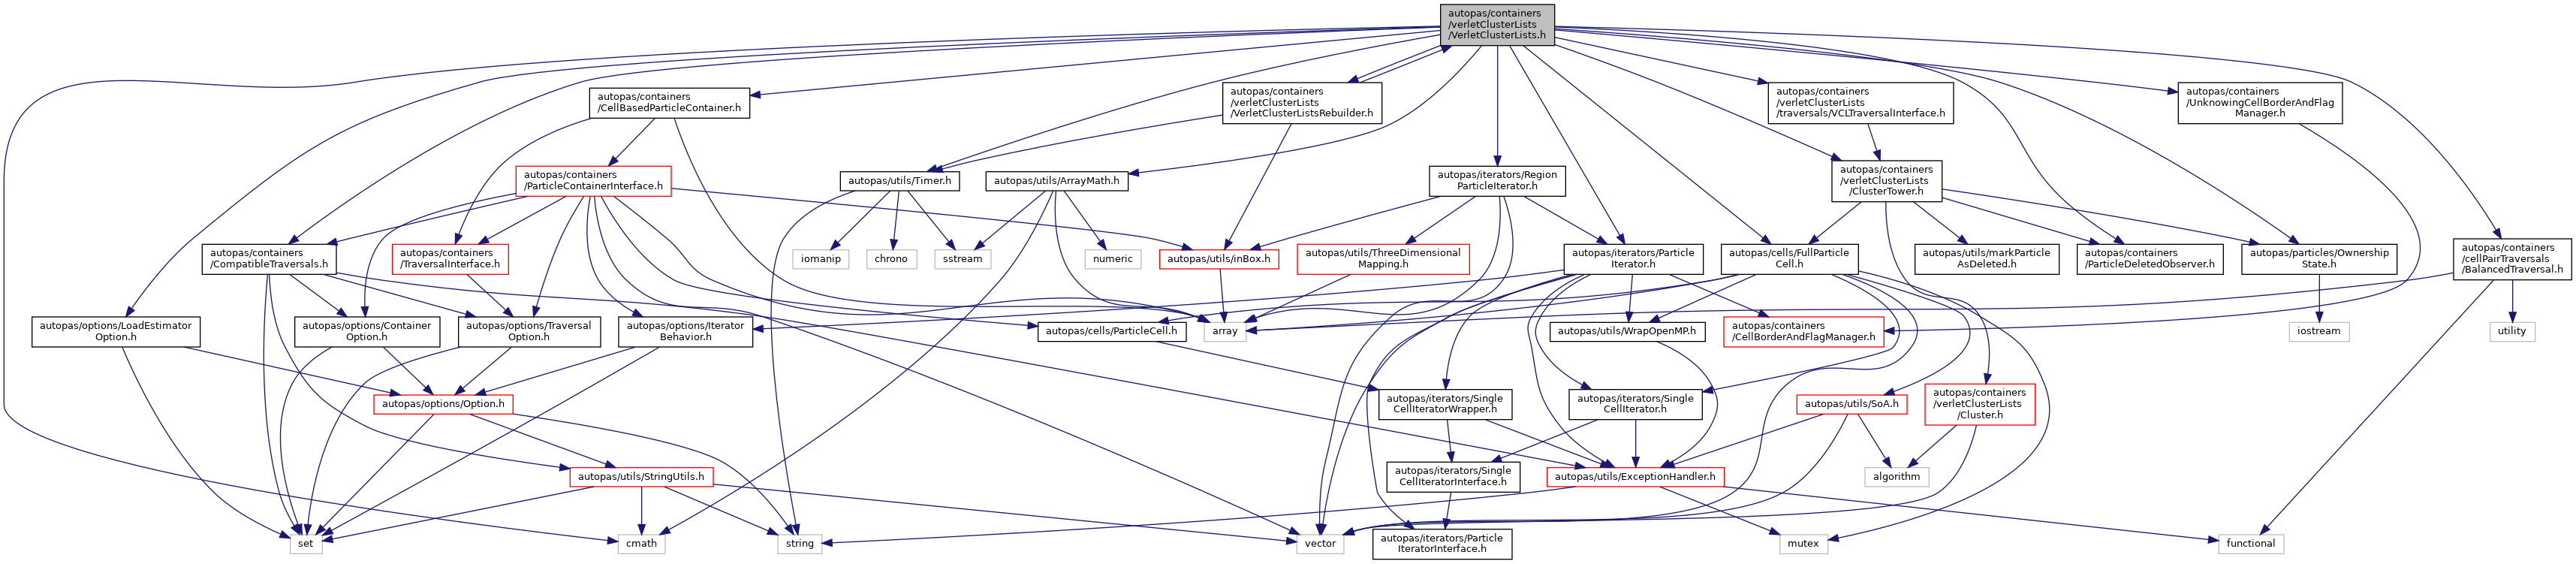 autopas/containers
/verletClusterLists
/VerletClusterLists.h
autopas/containers
/CellBasedParticleContainer.h
autopas/containers
/verletClusterLists
/VerletClusterListsRebuilder.h
autopas/containers
/verletClusterLists
/traversals/VCLTraversalInterface.h
autopas/containers
/UnknowingCellBorderAndFlag
Manager.h
autopas/containers
/ParticleContainerInterface.h
autopas/utils/Timer.h
autopas/utils/ArrayMath.h
autopas/iterators/Region
ParticleIterator.h
autopas/containers
/verletClusterLists
/ClusterTower.h
autopas/containers
/CompatibleTraversals.h
autopas/containers
/TraversalInterface.h
iomanip
chrono
sstream
numeric
autopas/utils/inBox.h
autopas/utils/ThreeDimensional
Mapping.h
autopas/iterators/Particle
Iterator.h
autopas/cells/FullParticle
Cell.h
autopas/utils/markParticle
AsDeleted.h
autopas/containers
/ParticleDeletedObserver.h
autopas/particles/Ownership
State.h
autopas/containers
/cellPairTraversals
/BalancedTraversal.h
autopas/options/LoadEstimator
Option.h
autopas/options/Container
Option.h
autopas/options/Traversal
Option.h
autopas/options/Iterator
Behavior.h
autopas/cells/ParticleCell.h
array
autopas/utils/WrapOpenMP.h
autopas/containers
/CellBorderAndFlagManager.h
iostream
utility
autopas/options/Option.h
autopas/iterators/Single
CellIteratorWrapper.h
autopas/iterators/Single
CellIterator.h
autopas/utils/SoA.h
autopas/containers
/verletClusterLists
/Cluster.h
autopas/utils/StringUtils.h
autopas/iterators/Single
CellIteratorInterface.h
autopas/utils/ExceptionHandler.h
algorithm
set
cmath
string
vector
autopas/iterators/Particle
IteratorInterface.h
mutex
functional